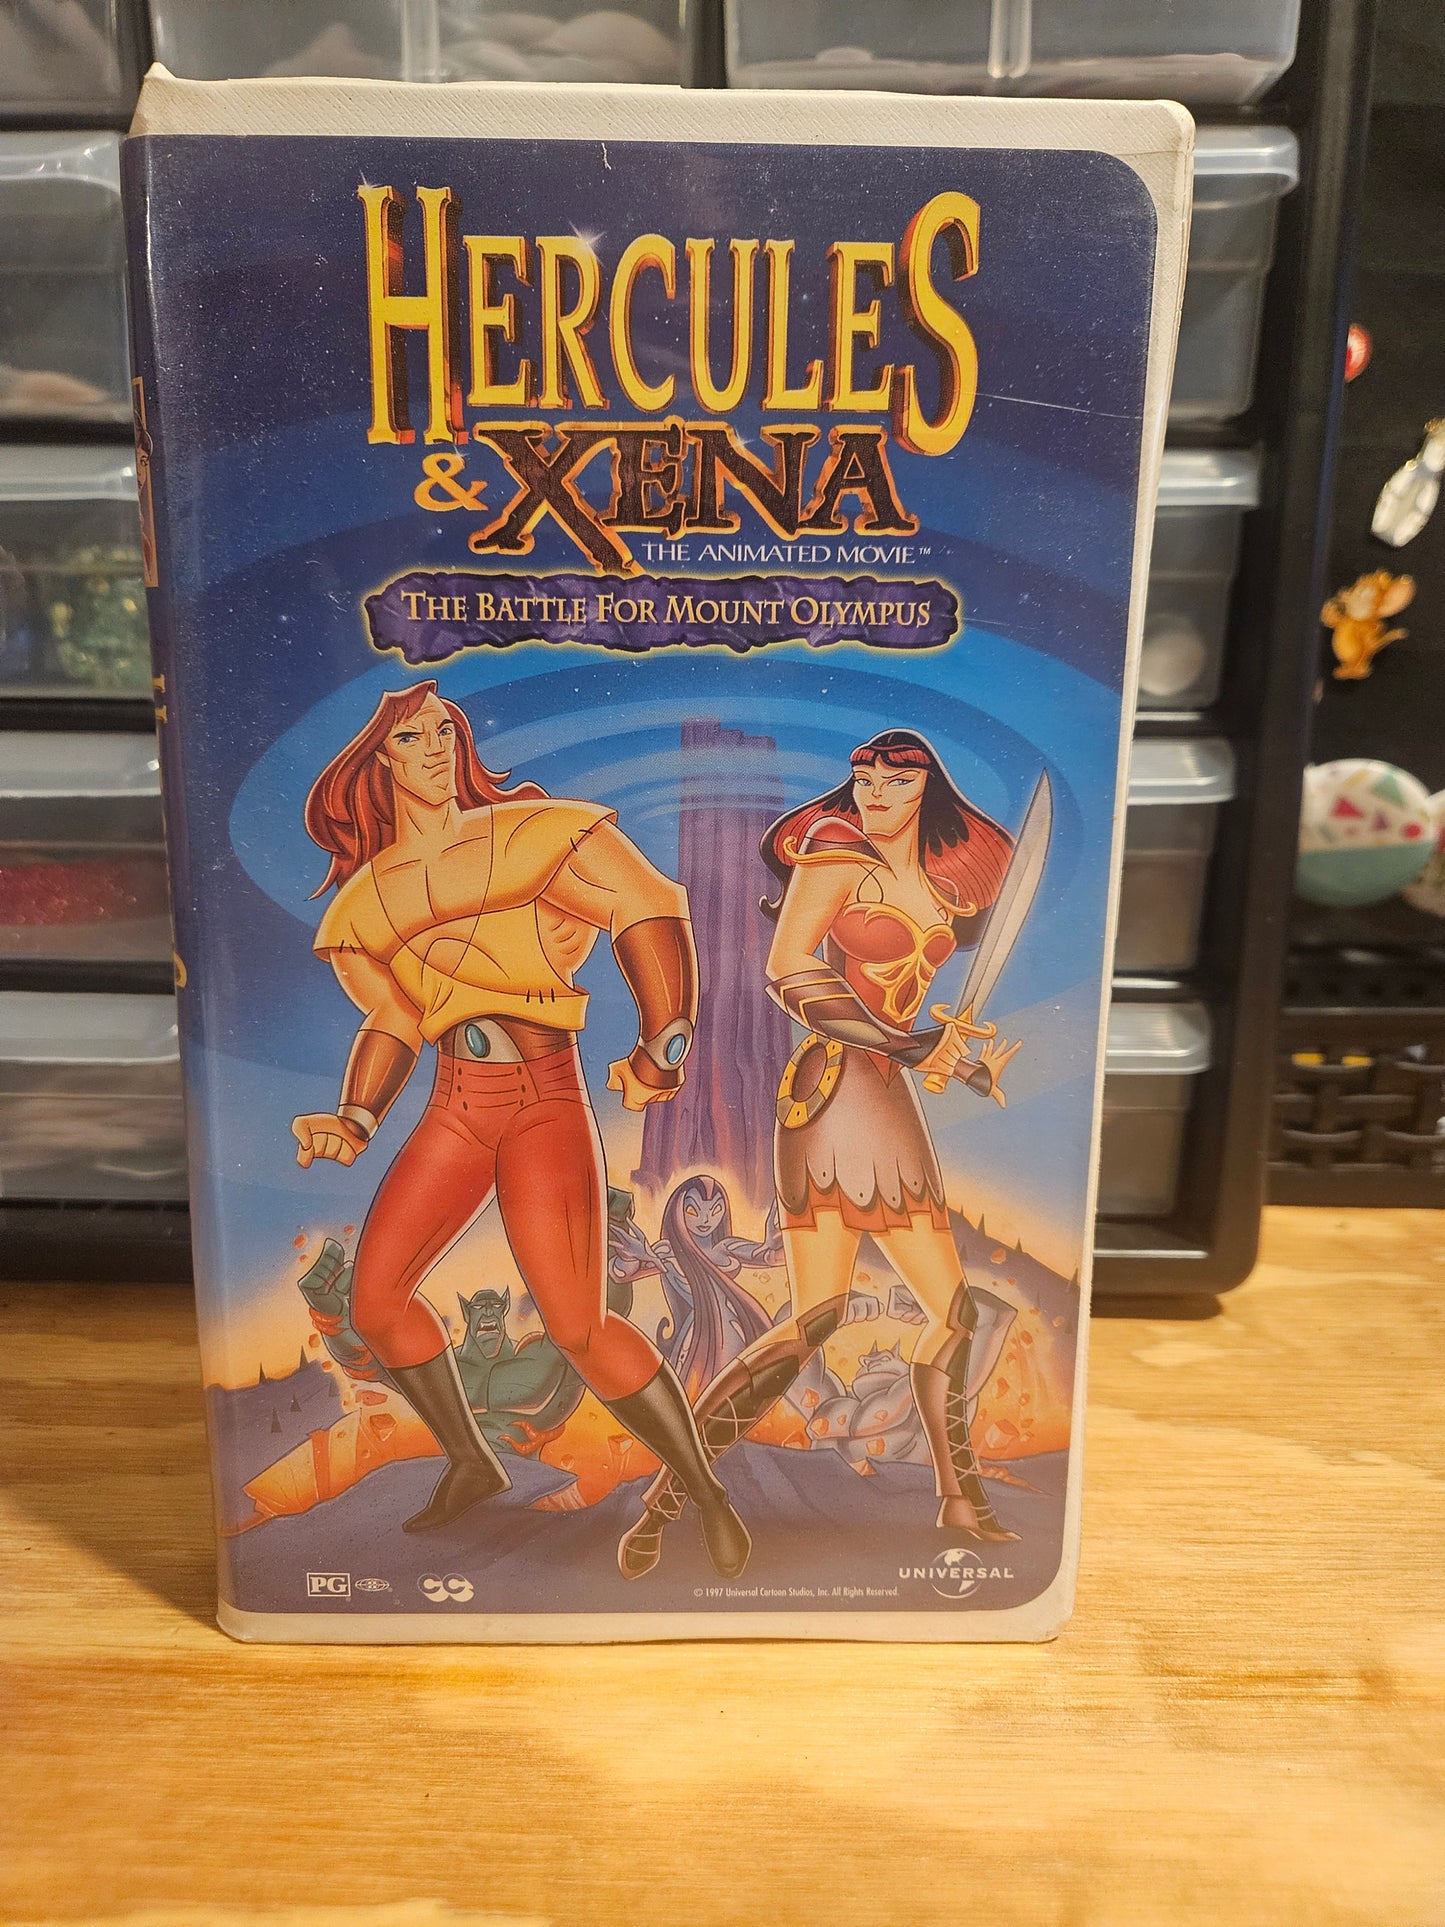 HERCULES
& XENA
THE ANIMATED MOVIE™
THE BATTLE FOR MOUNT OLYMPUS
PG
CC
© 1997 Universal Cartoon Studios, Inc. All Rights Reserved.
UNIVERSAL